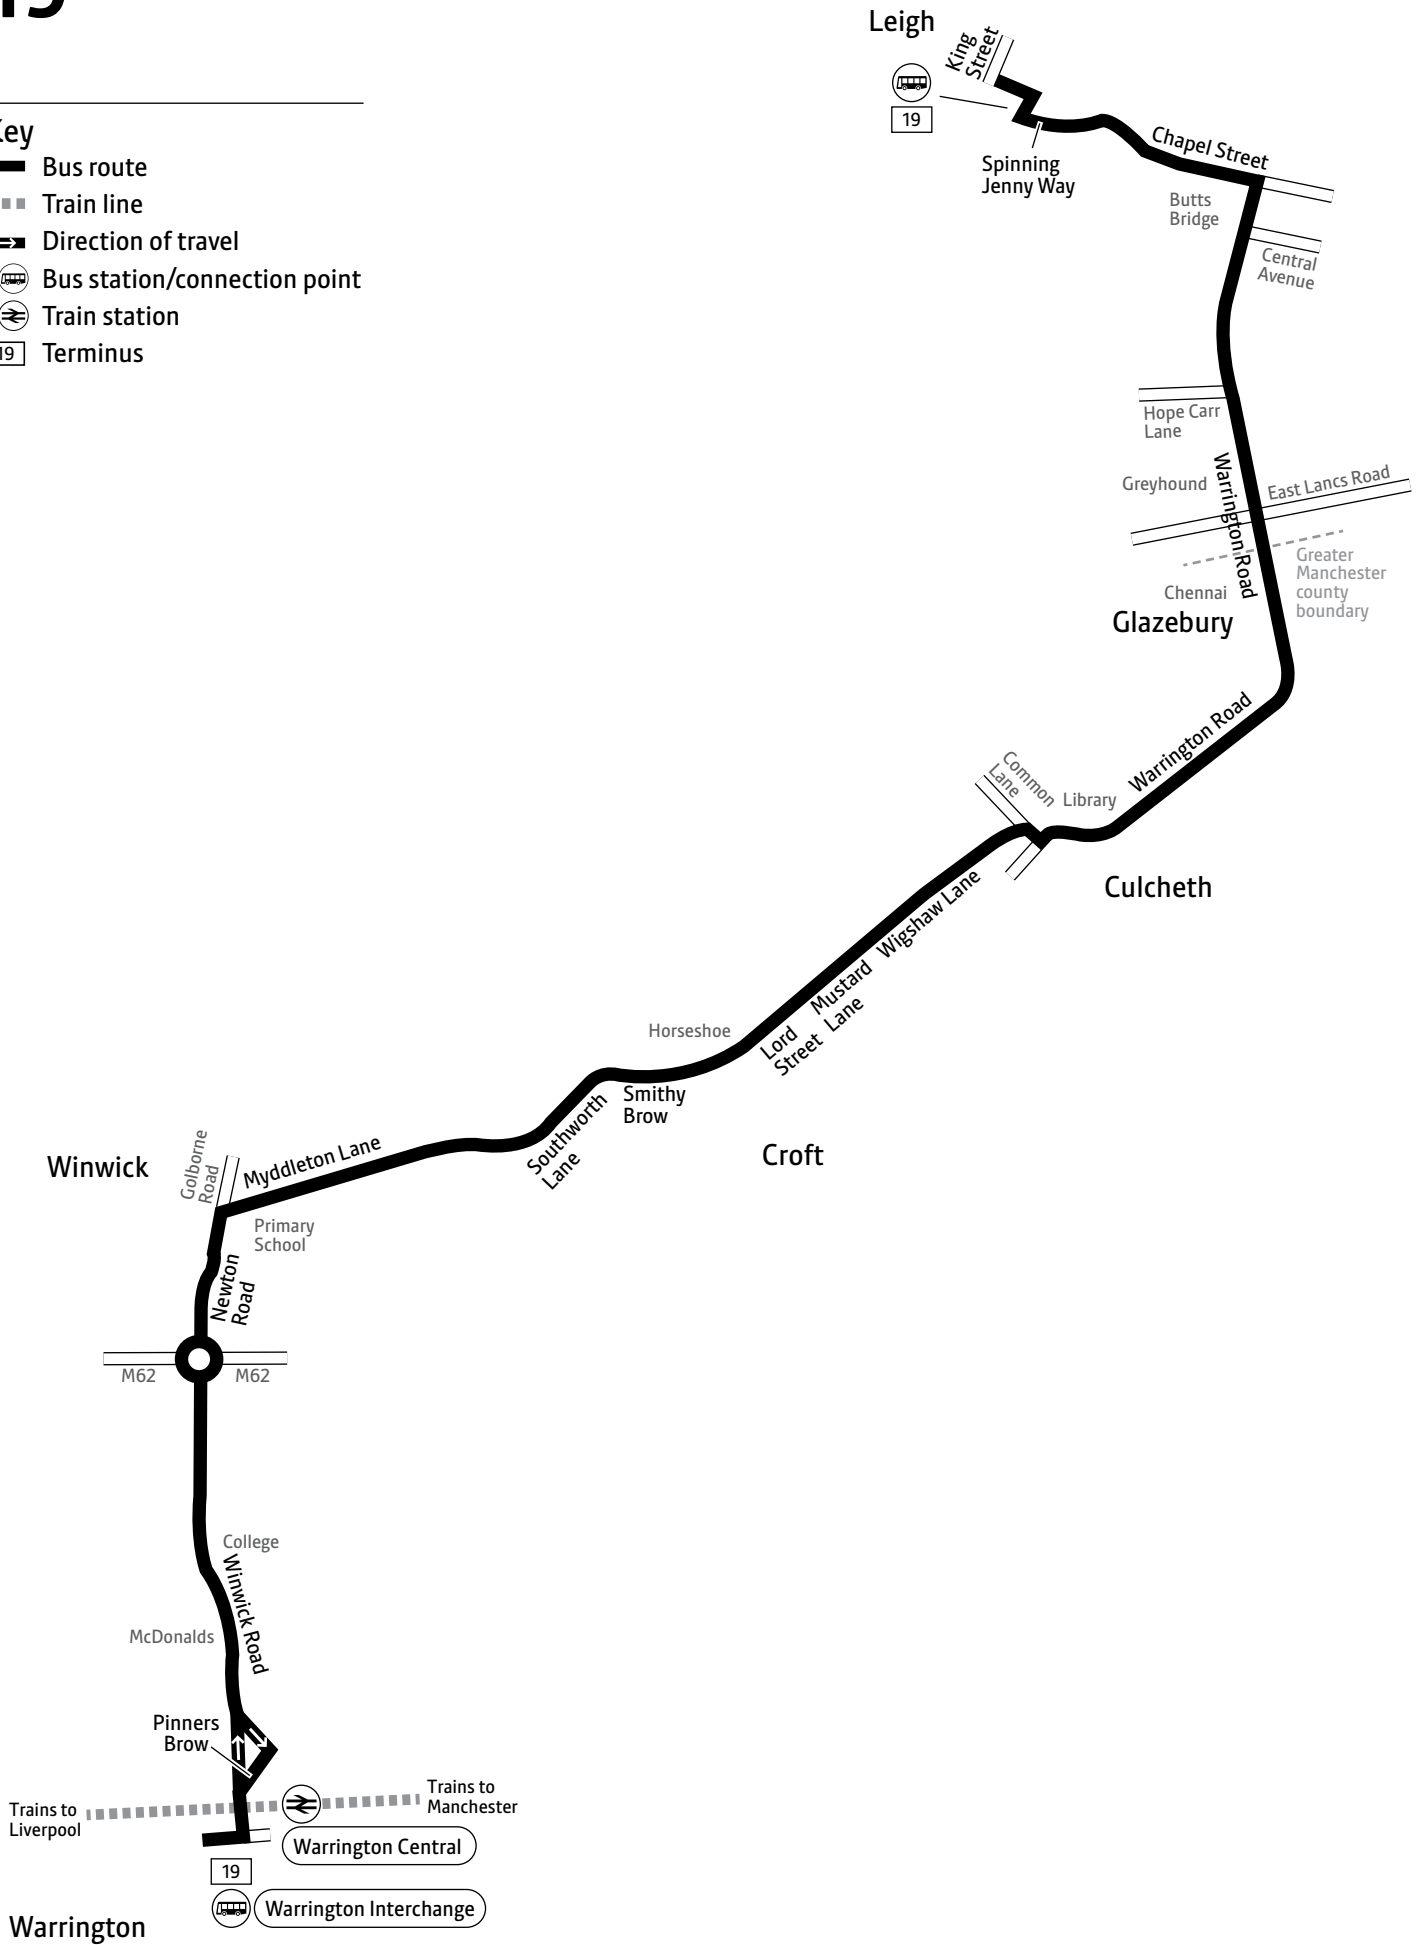 19
Key
Bus route
Train line
Direction of travel
Bus station/connection point
Train station
19 Terminus
Leigh
King
Street
19
Spinning
Jenny Way
Chapel Street
Butts
Bridge
Central
Avenue
Hope Carr
Lane
Greyhound
Warrington Road
East Lancs Road
Greater
Manchester
county
boundary
Chennai
Glazebury
Warrington Road
Common
Lane
Library
Culcheth
Wigshaw Lane
Mustard
Lane
Lord
Street
Horseshoe
Smithy
Brow
Southworth
Lane
Croft
Winwick
Golborne
Road
Myddleton Lane
Primary
School
Newton
Road
M62
M62
College
Winwick Road
McDonalds
Pinners
Brow
Trains to
Liverpool
Trains to
Manchester
Warrington Central
19
Warrington Interchange
Warrington